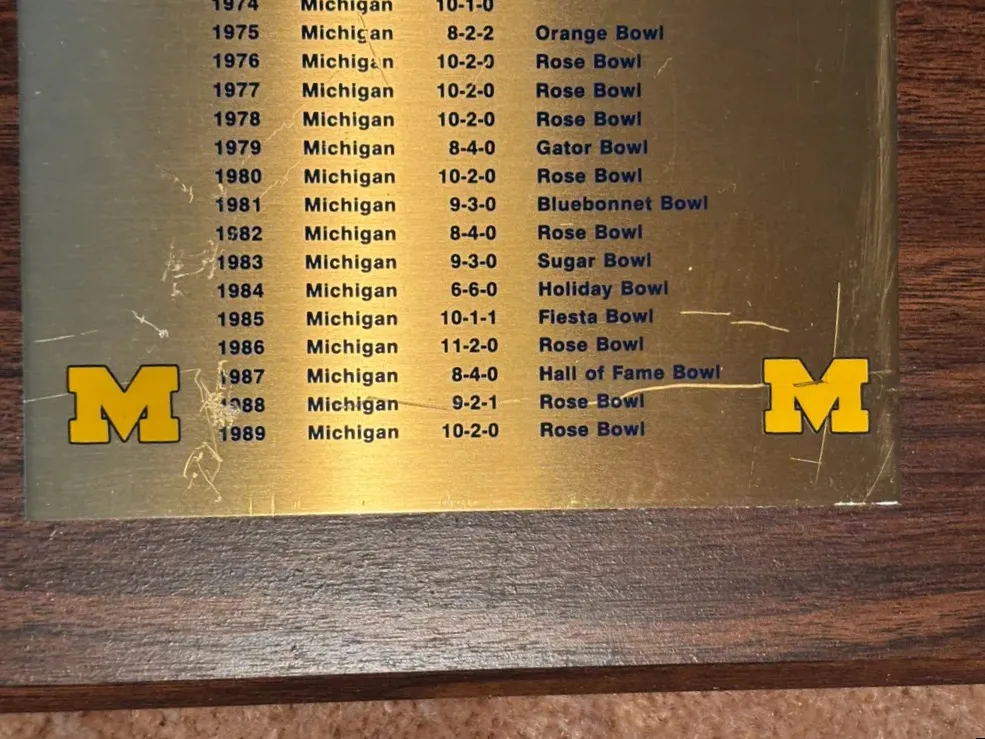 1974 Michigan 10-1-0
1975 Michigan 8-2-2 Orange Bowl
1976 Michigan 10-2-0 Rose Bowl
1977 Michigan 10-2-0 Rose Bowl
1978 Michigan 10-2-0 Rose Bowl
1979 Michigan 8-4-0 Gator Bowl
1980 Michigan 10-2-0 Rose Bowl
1981 Michigan 9-3-0 Bluebonnet Bowl
1982 Michigan 8-4-0 Rose Bowl
1983 Michigan 9-3-0 Sugar Bowl
1984 Michigan 6-6-0 Holiday Bowl
1985 Michigan 10-1-1 Fiesta Bowl
1986 Michigan 11-2-0 Rose Bowl
1987 Michigan 8-4-0 Hall of Fame Bowl
1988 Michigan 9-2-1 Rose Bowl
1989 Michigan 10-2-0 Rose Bowl
M M